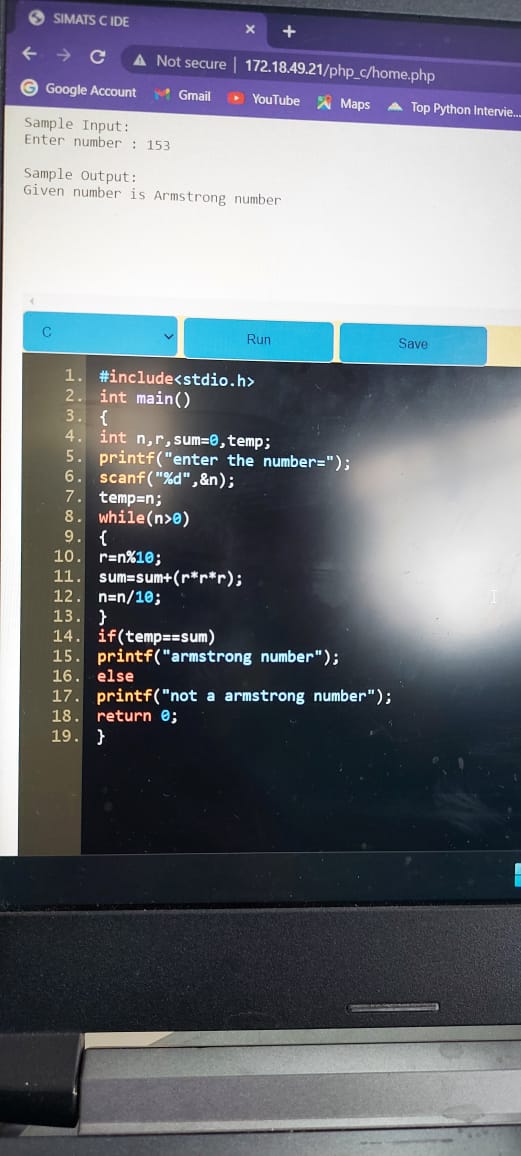 SIMATS C IDE
Not secure | 172.18.49.21/php_c/home.php
Google Account Gmail YouTube Maps Top Python Intervie...
Sample Input:
Enter number : 153
Sample Output:
Given number is Armstrong number
C Run Save
1. #include<stdio.h>
2. int main()
3. {
4. int n,r,sum=0,temp;
5. printf("enter the number=");
6. scanf("%d",&n);
7. temp=n;
8. while(n>0)
9. {
10. r=n%10;
11. sum=sum+(r*r*r);
12. n=n/10;
13. }
14. if(temp==sum)
15. printf("armstrong number");
16. else
17. printf("not a armstrong number");
18. return 0;
19. }